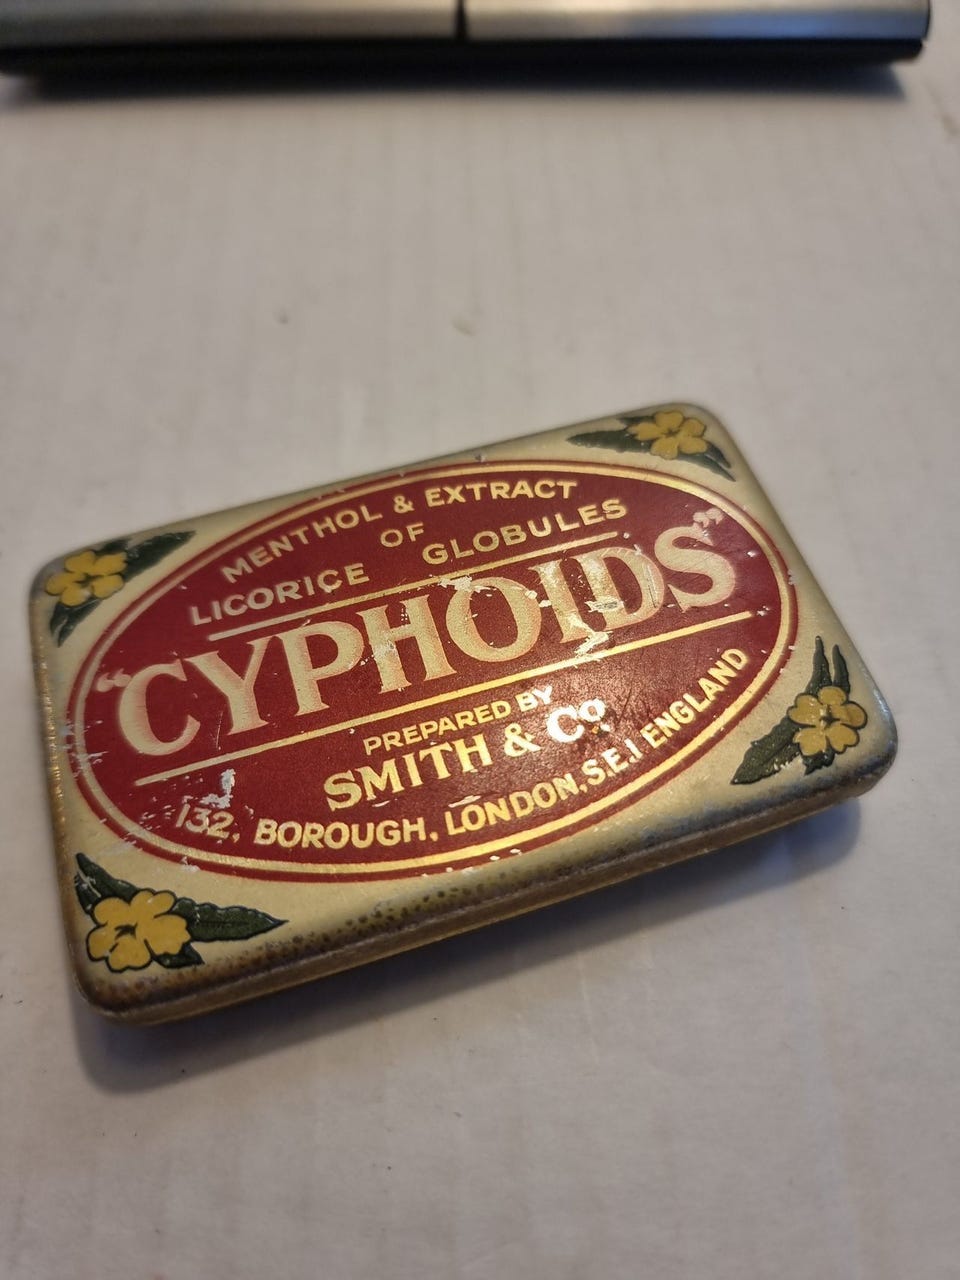 MENTHOL & EXTRACT
OF
LICORICE GLOBULES
"CYPHOIDS"
PREPARED BY
SMITH & Co
132, BOROUGH, LONDON, S.E.1 ENGLAND